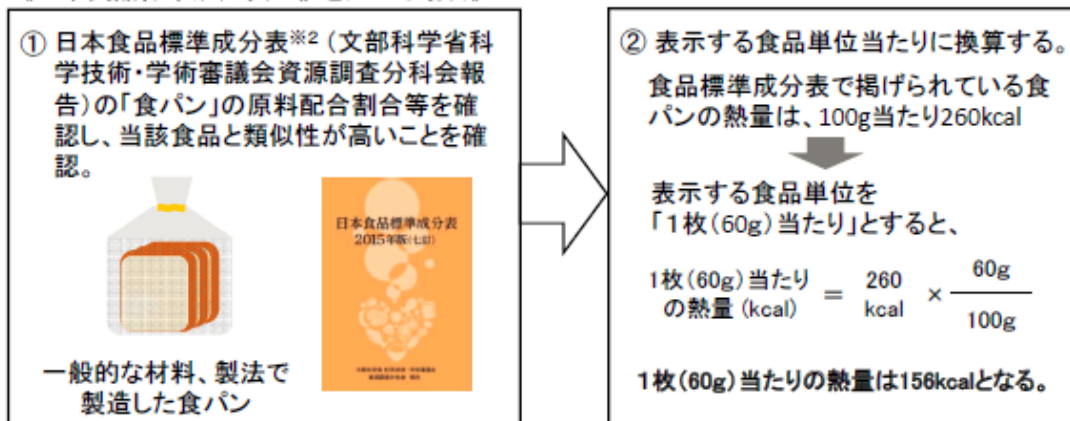 ① 日本食品標準成分表※2（文部科学省科
学技術・学術審議会資源調査分科会報
告）の「食パン」の原料配合割合等を確
認し、当該食品と類似性が高いことを確
認。
日本食品標準成分表
2015年版(七訂)
一般的な材料、製法で
製造した食パン
② 表示する食品単位当たりに換算する。
食品標準成分表で掲げられている食
パンの熱量は、100g当たり260kcal
表示する食品単位を
「１枚（60g）当たり」とすると、
1枚（60g）当たり
の熱量 (kcal)
＝ 260
kcal
× 60g
100g
1枚（60g）当たりの熱量は156kcalとなる。